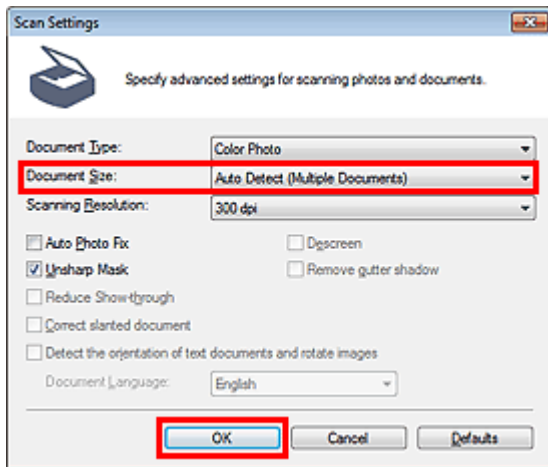 Scan Settings
Specify advanced settings for scanning photos and documents.
Document Type: Color Photo
Document Size: Auto Detect (Multiple Documents)
Scanning Resolution: 300 dpi
Auto Photo Fix Descreen
Unsharp Mask Remove gutter shadow
Reduce Show-through
Correct slanted document
Detect the orientation of text documents and rotate images
Document Language: English
OK Cancel Defaults